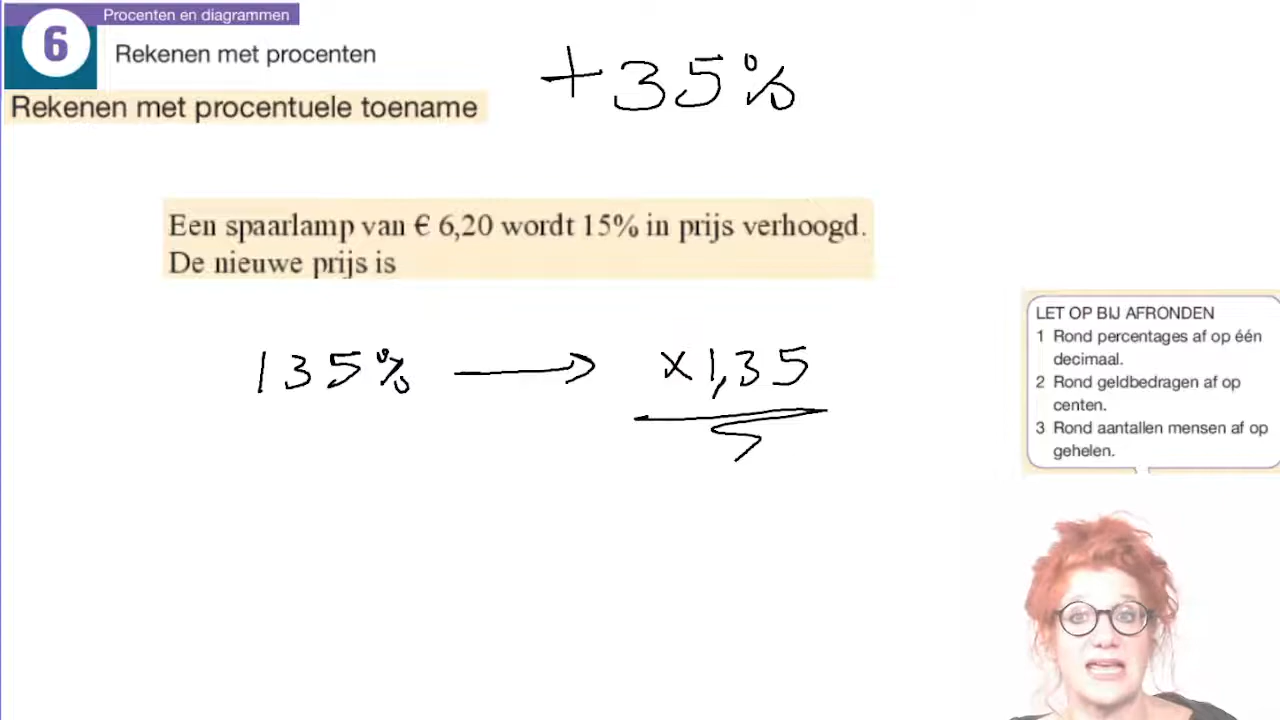 Procenten en diagrammen
6
Rekenen met procenten
Rekenen met procentuele toename
+35%
Een spaarlamp van € 6,20 wordt 15% in prijs verhoogd.
De nieuwe prijs is
135% → ×1,35
LET OP BIJ AFRONDEN
1 Rond percentages af op één
decimaal.
2 Rond geldbedragen af op
centen.
3 Rond aantallen mensen af op
gehelen.